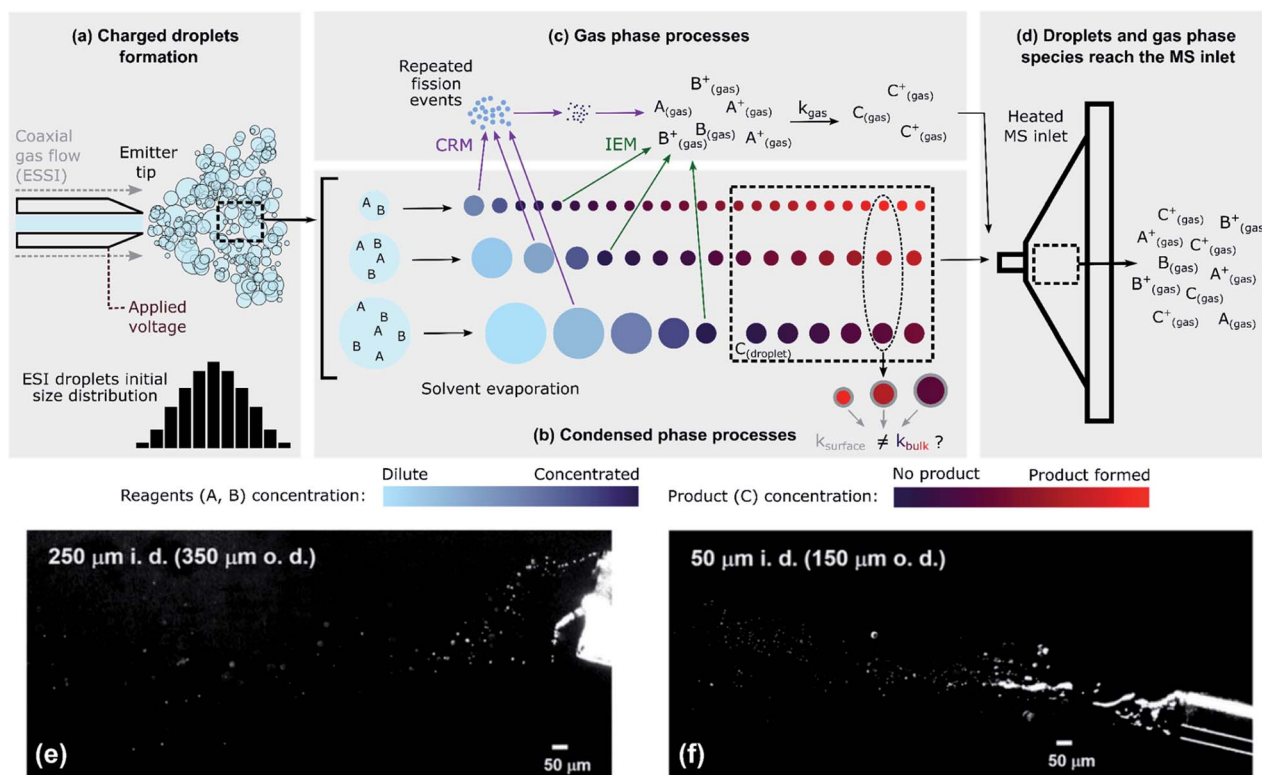 (a) Charged droplets
formation
Coaxial
gas flow
(ESSI)
Emitter
tip
Applied
voltage
ESI droplets initial
size distribution
(c) Gas phase processes
Repeated
fission
events
CRM
IEM
A(gas)
B+(gas)
A+(gas)
B+(gas)
B(gas)
A+(gas)
kgas
C(gas)
C+(gas)
C+(gas)
A
B
A
B
A
B
A
B
A
B
B
A
C(droplet)
Solvent evaporation
(b) Condensed phase processes
ksurface ≠ kbulk ?
(d) Droplets and gas phase
species reach the MS inlet
Heated
MS inlet
C+(gas)
B+(gas)
A+(gas)
C+(gas)
B(gas)
A+(gas)
B+(gas)
C(gas)
C+(gas)
A(gas)
Dilute
Concentrated
Reagents (A, B) concentration:
No product
Product formed
Product (C) concentration:
250 μm i. d. (350 μm o. d.)
(e)
50 μm
50 μm i. d. (150 μm o. d.)
(f)
50 μm